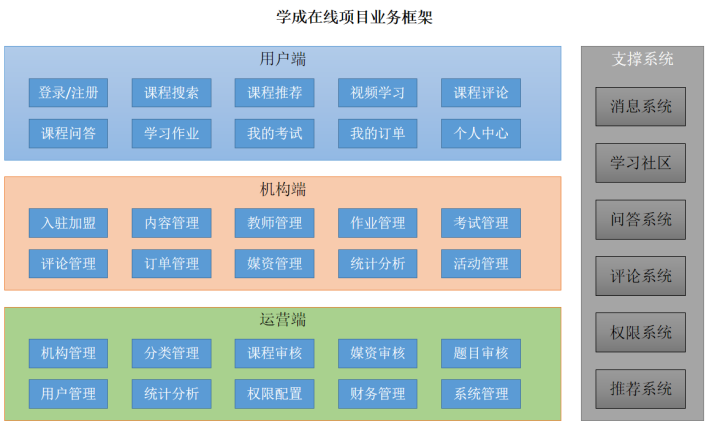 学成在线项目业务框架
用户端
登录/注册 课程搜索 课程推荐 视频学习 课程评论
课程问答 学习作业 我的考试 我的订单 个人中心
机构端
入驻加盟 内容管理 教师管理 作业管理 考试管理
评论管理 订单管理 媒资管理 统计分析 活动管理
运营端
机构管理 分类管理 课程审核 媒资审核 题目审核
用户管理 统计分析 权限配置 财务管理 系统管理
支撑系统
消息系统
学习社区
问答系统
评论系统
权限系统
推荐系统